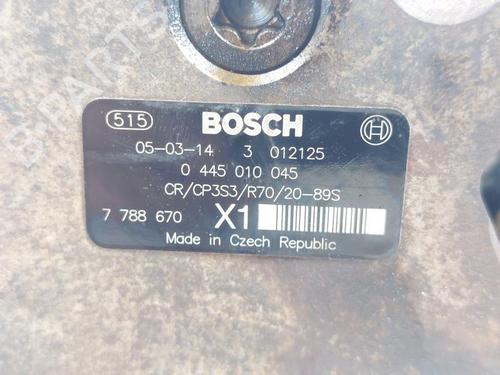 515 BOSCH
05-03-14 3 012125
0 445 010 045
CR/CP3S3/R70/20-89S
7 788 670 X1
Made in Czech Republic